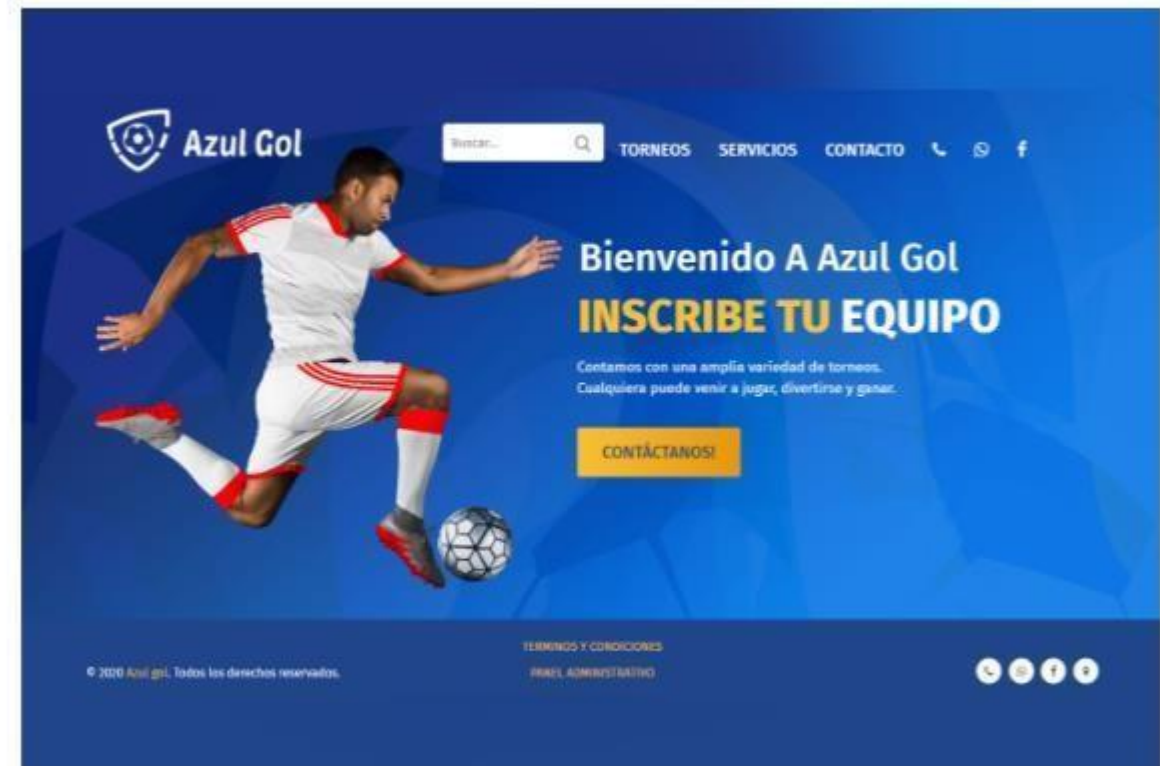 Azul Gol
Buscar...
TORNEOS SERVICIOS CONTACTO
Bienvenido A Azul Gol
INSCRIBE TU EQUIPO
Contamos con una amplia variedad de torneos.
Cualquiera puede venir a jugar, divertirse y ganar.
CONTÁCTANOS!
TERMINOS Y CONDICIONES
© 2020 Azul gol. Todos los derechos reservados.
PANEL ADMINISTRATIVO